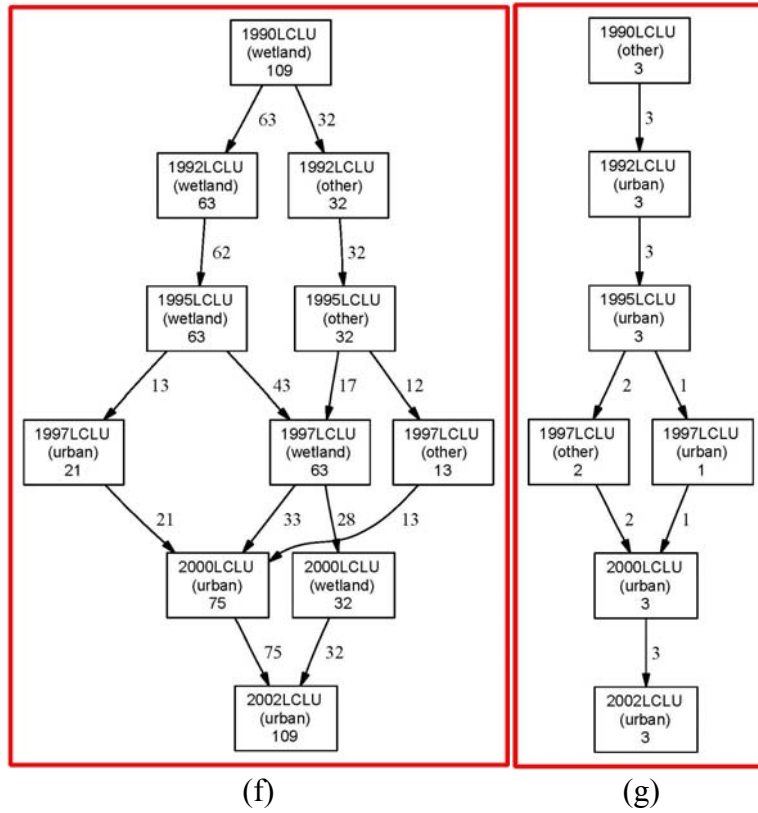 1990LCLU
(wetland)
109
63
32
1992LCLU
(wetland)
63
1992LCLU
(other)
32
62
32
1995LCLU
(wetland)
63
1995LCLU
(other)
32
13
43
17
12
1997LCLU
(urban)
21
1997LCLU
(wetland)
63
1997LCLU
(other)
13
21
33
28
13
2000LCLU
(urban)
75
2000LCLU
(wetland)
32
75
32
2002LCLU
(urban)
109
(f)
1990LCLU
(other)
3
3
1992LCLU
(urban)
3
3
1995LCLU
(urban)
3
2
1
1997LCLU
(other)
2
1997LCLU
(urban)
1
2
1
2000LCLU
(urban)
3
3
2002LCLU
(urban)
3
(g)